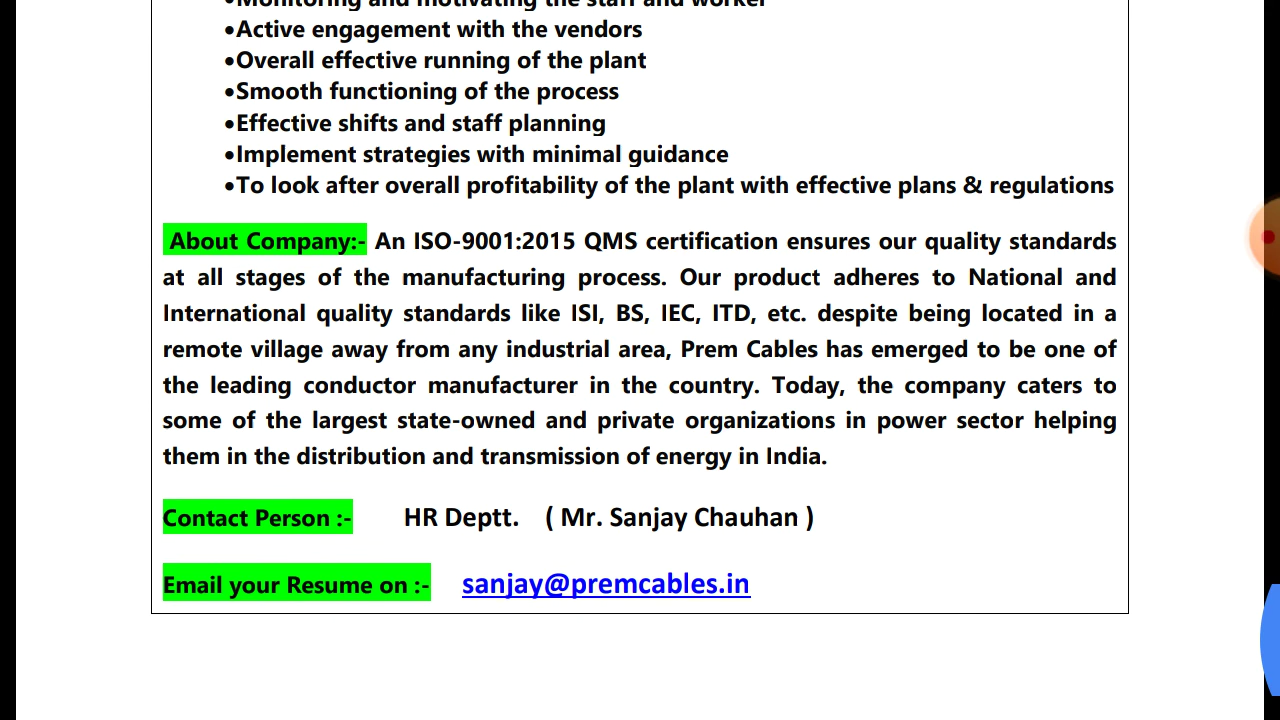 •Monitoring and motivating the staff and worker
•Active engagement with the vendors
•Overall effective running of the plant
•Smooth functioning of the process
•Effective shifts and staff planning
•Implement strategies with minimal guidance
•To look after overall profitability of the plant with effective plans & regulations
About Company:- An ISO-9001:2015 QMS certification ensures our quality standards
at all stages of the manufacturing process. Our product adheres to National and
International quality standards like ISI, BS, IEC, ITD, etc. despite being located in a
remote village away from any industrial area, Prem Cables has emerged to be one of
the leading conductor manufacturer in the country. Today, the company caters to
some of the largest state-owned and private organizations in power sector helping
them in the distribution and transmission of energy in India.
Contact Person :- HR Deptt. ( Mr. Sanjay Chauhan )
Email your Resume on :- sanjay@premcables.in